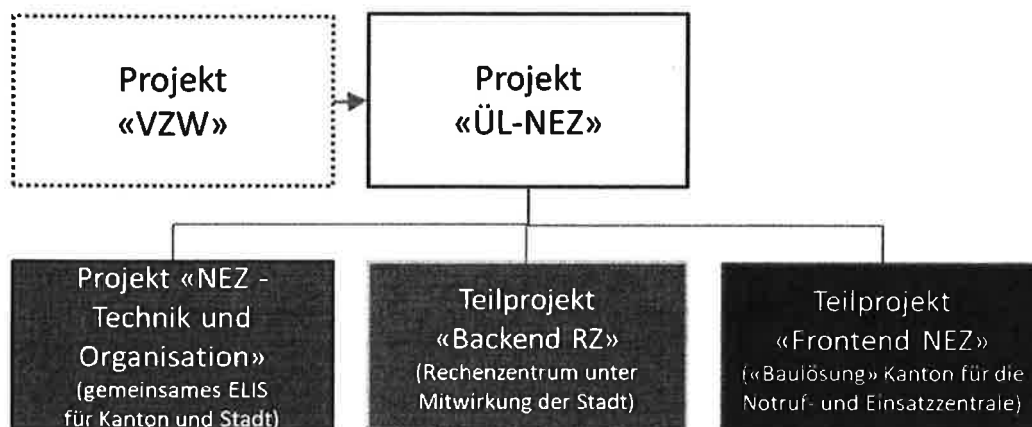 Projekt
«VZW»
Projekt
«ÜL-NEZ»
Projekt «NEZ -
Technik und
Organisation»
(gemeinsames ELIS
für Kanton und Stadt)
Teilprojekt
«Backend RZ»
(Rechenzentrum unter
Mitwirkung der Stadt)
Teilprojekt
«Frontend NEZ»
(«Baulösung» Kanton für die
Notruf- und Einsatzzentrale)